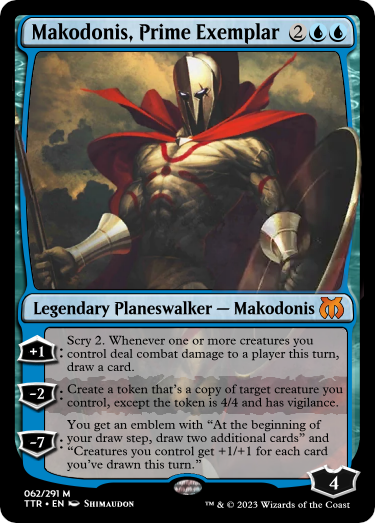 Makodonis, Prime Exemplar 2
Legendary Planeswalker — Makodonis
+1: Scry 2. Whenever one or more creatures you
control deal combat damage to a player this turn,
draw a card.
-2: Create a token that's a copy of target creature you
control, except the token is 4/4 and has vigilance.
-7: You get an emblem with “At the beginning of
your draw step, draw two additional cards” and
“Creatures you control get +1/+1 for each card
you've drawn this turn.”
4
062/291 M
TTR • EN Shimaudon
™ & © 2023 Wizards of the Coast